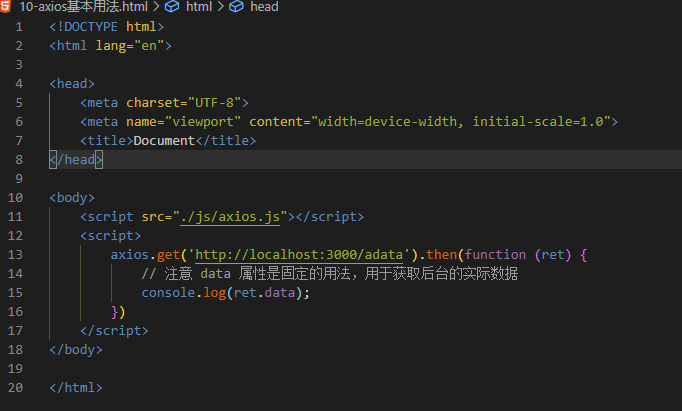 10-axios基本用法.html > html > head
1 <!DOCTYPE html>
2 <html lang="en">
3
4 <head>
5     <meta charset="UTF-8">
6     <meta name="viewport" content="width=device-width, initial-scale=1.0">
7     <title>Document</title>
8 </head>
9
10 <body>
11     <script src="./js/axios.js"></script>
12     <script>
13         axios.get('http://localhost:3000/adata').then(function (ret) {
14             // 注意 data 属性是固定的用法，用于获取后台的实际数据
15             console.log(ret.data);
16         })
17     </script>
18 </body>
19
20 </html>